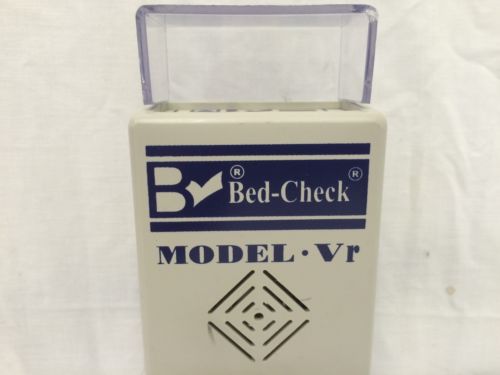 B® Bed-Check®
MODEL · Vr